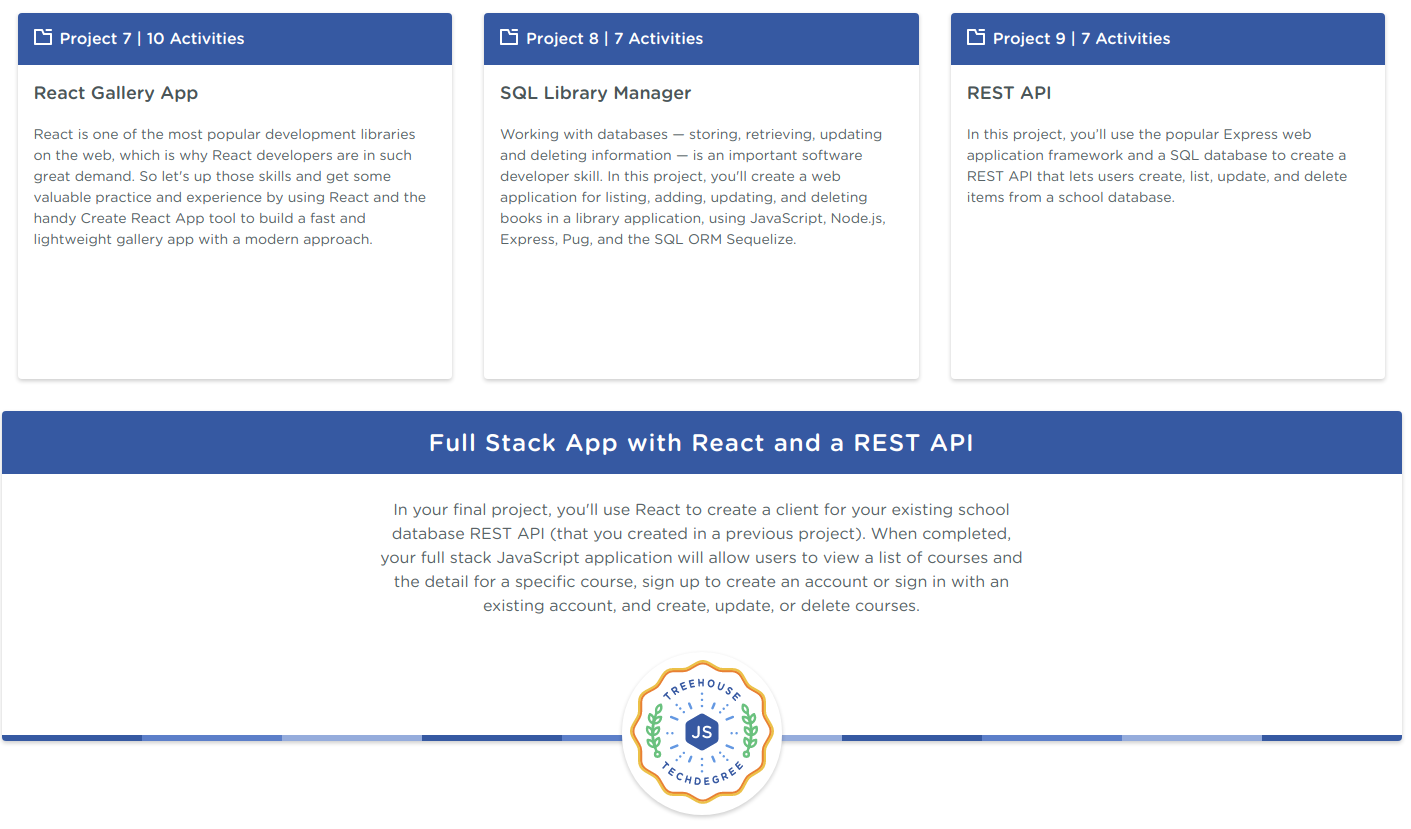 Project 7 | 10 Activities
React Gallery App
React is one of the most popular development libraries
on the web, which is why React developers are in such
great demand. So let's up those skills and get some
valuable practice and experience by using React and the
handy Create React App tool to build a fast and
lightweight gallery app with a modern approach.
Project 8 | 7 Activities
SQL Library Manager
Working with databases — storing, retrieving, updating
and deleting information — is an important software
developer skill. In this project, you'll create a web
application for listing, adding, updating, and deleting
books in a library application, using JavaScript, Node.js,
Express, Pug, and the SQL ORM Sequelize.
Project 9 | 7 Activities
REST API
In this project, you'll use the popular Express web
application framework and a SQL database to create a
REST API that lets users create, list, update, and delete
items from a school database.
Full Stack App with React and a REST API
In your final project, you'll use React to create a client for your existing school
database REST API (that you created in a previous project). When completed,
your full stack JavaScript application will allow users to view a list of courses and
the detail for a specific course, sign up to create an account or sign in with an
existing account, and create, update, or delete courses.
TREEHOUSE
JS
TECHDEGREE